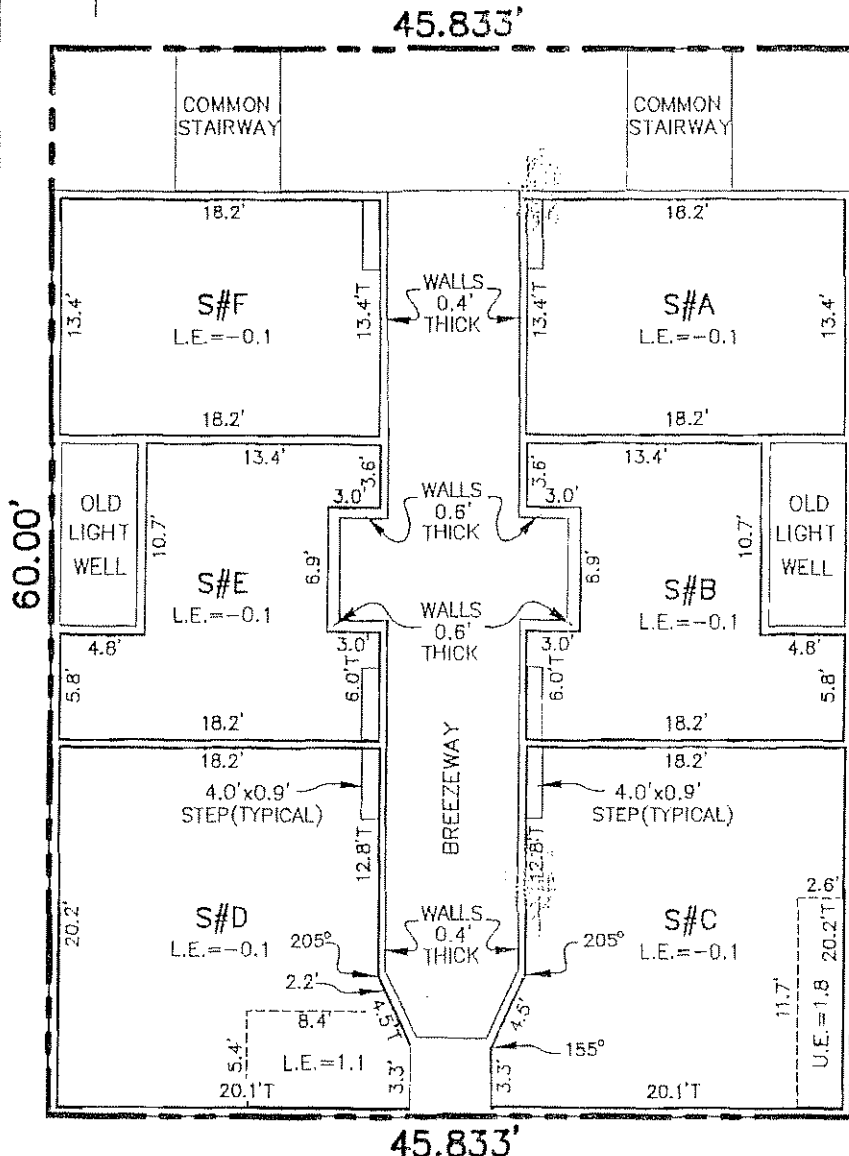 45.833'
COMMON
STAIRWAY
COMMON
STAIRWAY
18.2'
18.2'
WALLS
0.4'
THICK
S#F
L.E.=-0.1
13.4'
13.4'T
S#A
L.E.=-0.1
13.4'T
13.4'
18.2'
18.2'
13.4'
3.6'
3.0'
WALLS
0.6'
THICK
13.4'
3.6'
3.0'
OLD
LIGHT
WELL
10.7'
OLD
LIGHT
WELL
10.7'
60.00'
6.9'
6.9'
S#E
L.E.=-0.1
S#B
L.E.=-0.1
WALLS
0.6'
THICK
4.8'
3.0'
3.0'
4.8'
5.8'
6.0'T
6.0'T
5.8'
18.2'
18.2'
18.2'
18.2'
4.0'x0.9'
STEP(TYPICAL)
BREEZEWAY
4.0'x0.9'
STEP(TYPICAL)
12.8'T
12.8'T
20.2'
S#D
L.E.=-0.1
WALLS
0.4'
THICK
S#C
L.E.=-0.1
2.6'
20.2'T
205°
205°
2.2'
4.5'T
4.5'
11.7'
U.E.=1.8
8.4'
5.4'
L.E.=1.1
155°
3.3'
3.3'
20.1'T
20.1'T
45.833'